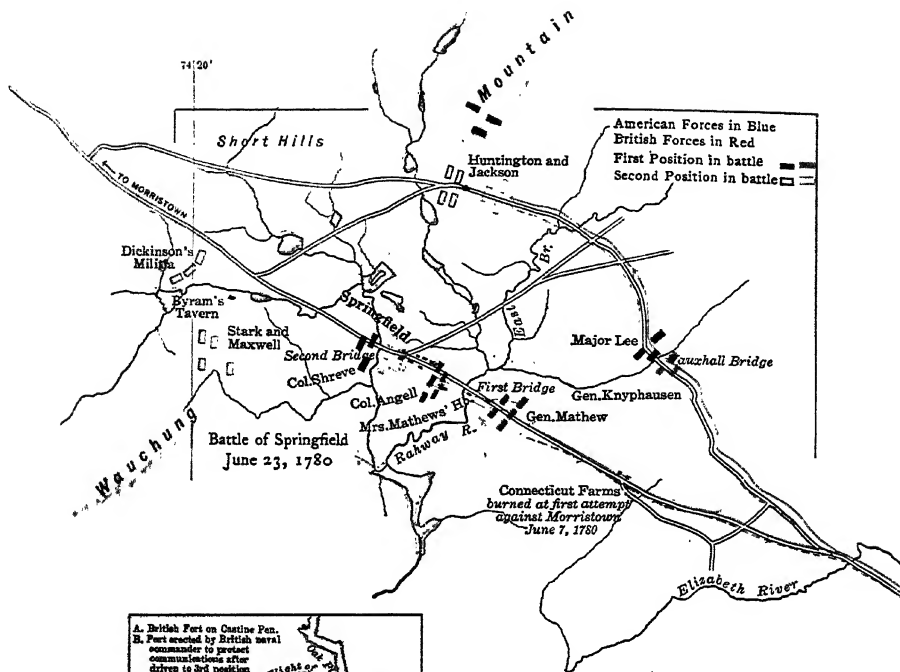 Mountain
74°20'
Short Hills
American Forces in Blue
British Forces in Red
First Position in battle
Second Position in battle
Huntington and
Jackson
TO MORRISTOWN
Dickinson's
Militia
Byram's
Tavern
East Br.
Springfield
Stark and
Maxwell
Second Bridge
Col. Shreve
Major Lee
Vauxhall Bridge
Gen. Knyphausen
Col. Angell
First Bridge
Mrs. Mathews' H.
Gen. Mathew
Rahway R.
Battle of Springfield
June 23, 1780
Wauchung
Connecticut Farms
burned at first attempt
against Morristown
June 7, 1780
Elizabeth River
A. British Fort on Castine Pen.
B. Fort erected by British naval
commander to protect
communications after
driven to 3rd position